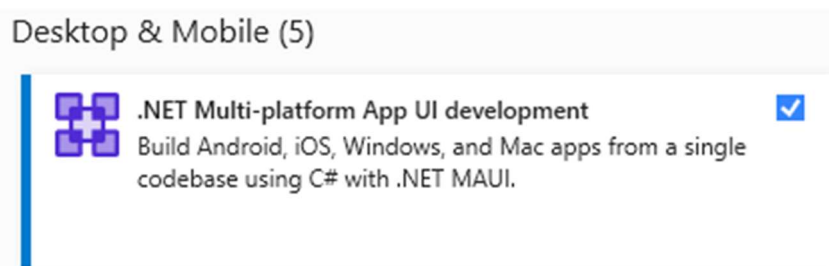 Desktop & Mobile (5)
.NET Multi-platform App UI development
Build Android, iOS, Windows, and Mac apps from a single
codebase using C# with .NET MAUI.